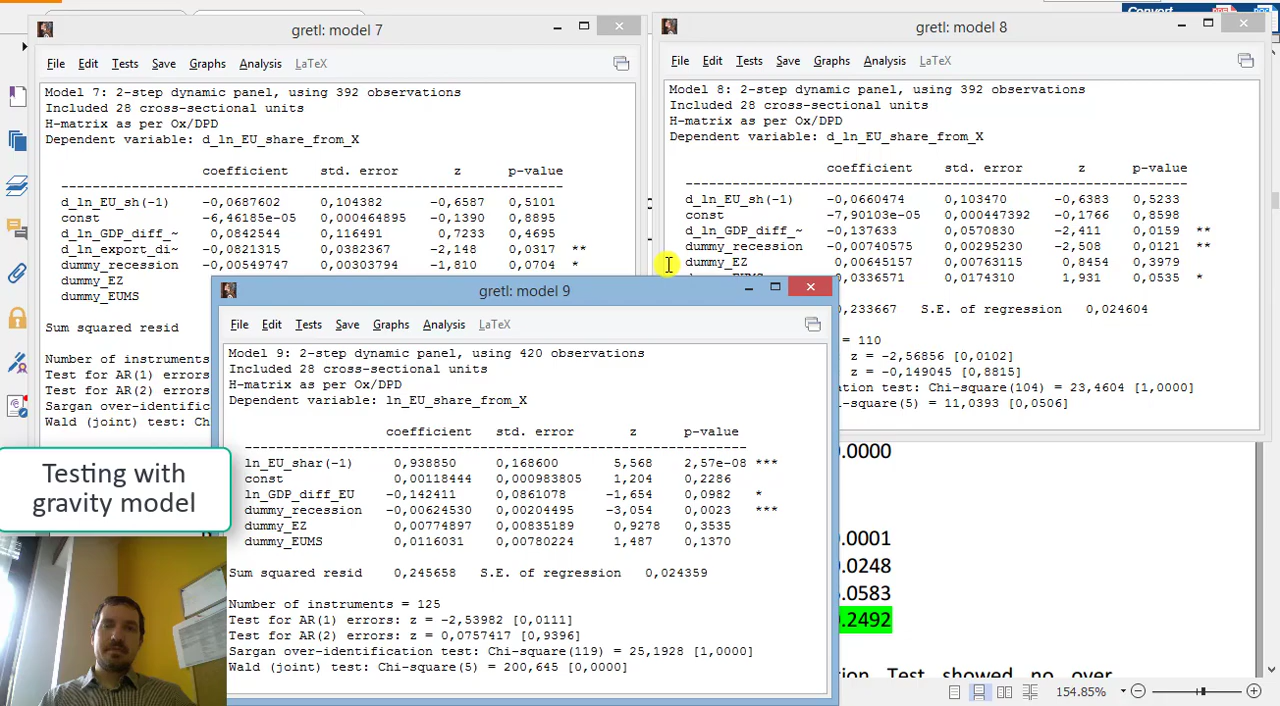 Convert
gretl: model 7
File Edit Tests Save Graphs Analysis LaTeX
Model 7: 2-step dynamic panel, using 392 observations
Included 28 cross-sectional units
H-matrix as per Ox/DPD
Dependent variable: d_ln_EU_share_from_X
coefficient std. error z p-value
d_ln_EU_sh(-1) -0,0687602 0,104382 -0,6587 0,5101
const -6,46185e-05 0,000464895 -0,1390 0,8895
d_ln_GDP_diff_~ 0,0842544 0,116491 0,7233 0,4695
d_ln_export_di~ -0,0821315 0,0382367 -2,148 0,0317 **
dummy_recession -0,00549747 0,00303794 -1,810 0,0704 *
dummy_EZ
dummy_EUMS
Sum squared resid
Number of instruments
Test for AR(1) errors:
Test for AR(2) errors:
Sargan over-identific
Wald (joint) test: Ch
gretl: model 8
File Edit Tests Save Graphs Analysis LaTeX
Model 8: 2-step dynamic panel, using 392 observations
Included 28 cross-sectional units
H-matrix as per Ox/DPD
Dependent variable: d_ln_EU_share_from_X
coefficient std. error z p-value
d_ln_EU_sh(-1) -0,0660474 0,103470 -0,6383 0,5233
const -7,90103e-05 0,000447392 -0,1766 0,8598
d_ln_GDP_diff_~ -0,137633 0,0570830 -2,411 0,0159 **
dummy_recession -0,00740575 0,00295230 -2,508 0,0121 **
dummy_EZ 0,00645157 0,00763115 0,8454 0,3979
0,0336571 0,0174310 1,931 0,0535 *
,233667 S.E. of regression 0,024604
= 110
z = -2,56856 [0,0102]
z = -0,149045 [0,8815]
ation test: Chi-square(104) = 23,4604 [1,0000]
i-square(5) = 11,0393 [0,0506]
gretl: model 9
File Edit Tests Save Graphs Analysis LaTeX
Model 9: 2-step dynamic panel, using 420 observations
Included 28 cross-sectional units
H-matrix as per Ox/DPD
Dependent variable: ln_EU_share_from_X
coefficient std. error z p-value
ln_EU_shar(-1) 0,938850 0,168600 5,568 2,57e-08 ***
const 0,00118444 0,000983805 1,204 0,2286
ln_GDP_diff_EU -0,142411 0,0861078 -1,654 0,0982 *
dummy_recession -0,00624530 0,00204495 -3,054 0,0023 ***
dummy_EZ 0,00774897 0,00835189 0,9278 0,3535
dummy_EUMS 0,0116031 0,00780224 1,487 0,1370
Sum squared resid 0,245658 S.E. of regression 0,024359
Number of instruments = 125
Test for AR(1) errors: z = -2,53982 [0,0111]
Test for AR(2) errors: z = 0,0757417 [0,9396]
Sargan over-identification test: Chi-square(119) = 25,1928 [1,0000]
Wald (joint) test: Chi-square(5) = 200,645 [0,0000]
Testing with
gravity model
0.0000
0.0001
0.0248
.0583
.2492
ion Test showed no over
154.85%